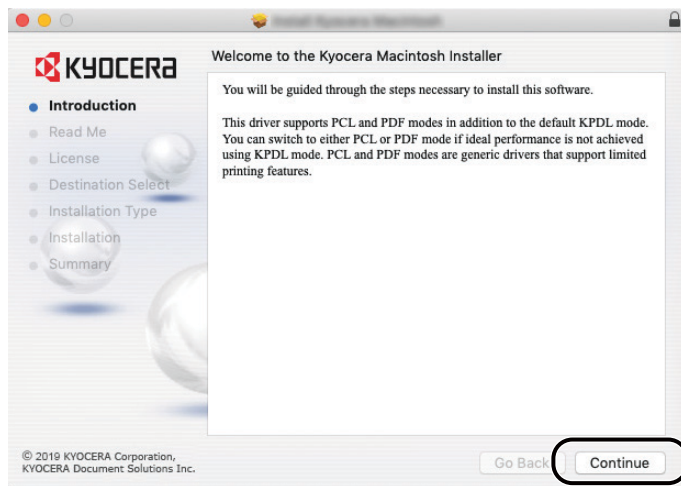 KYOCERA
Welcome to the Kyocera Macintosh Installer
Introduction
Read Me
License
Destination Select
Installation Type
Installation
Summary
You will be guided through the steps necessary to install this software.
This driver supports PCL and PDF modes in addition to the default KPDL mode.
You can switch to either PCL or PDF mode if ideal performance is not achieved
using KPDL mode. PCL and PDF modes are generic drivers that support limited
printing features.
© 2019 KYOCERA Corporation,
KYOCERA Document Solutions Inc.
Go Back
Continue